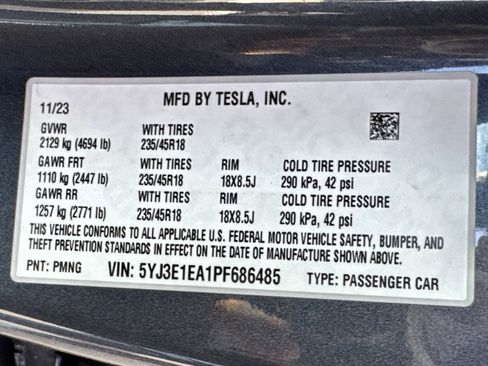 MFD BY TESLA, INC.
11/23
GVWR WITH TIRES
2129 kg (4694 lb) 235/45R18
GAWR FRT WITH TIRES RIM COLD TIRE PRESSURE
1110 kg (2447 lb) 235/45R18 18X8.5J 290 kPa, 42 psi
GAWR RR WITH TIRES RIM COLD TIRE PRESSURE
1257 kg (2771 lb) 235/45R18 18X8.5J 290 kPa, 42 psi
THIS VEHICLE CONFORMS TO ALL APPLICABLE U.S. FEDERAL MOTOR VEHICLE SAFETY, BUMPER, AND
THEFT PREVENTION STANDARDS IN EFFECT ON THE DATE OF MANUFACTURE SHOWN ABOVE.
PNT: PMNG VIN: 5YJ3E1EA1PF686485 TYPE: PASSENGER CAR